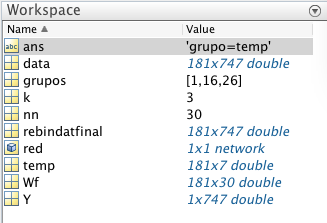 Workspace
Name Value
abc ans 'grupo=temp'
data 181x747 double
grupos [1,16,26]
k 3
nn 30
rebindatfinal 181x747 double
red 1x1 network
temp 181x7 double
Wf 181x30 double
Y 1x747 double